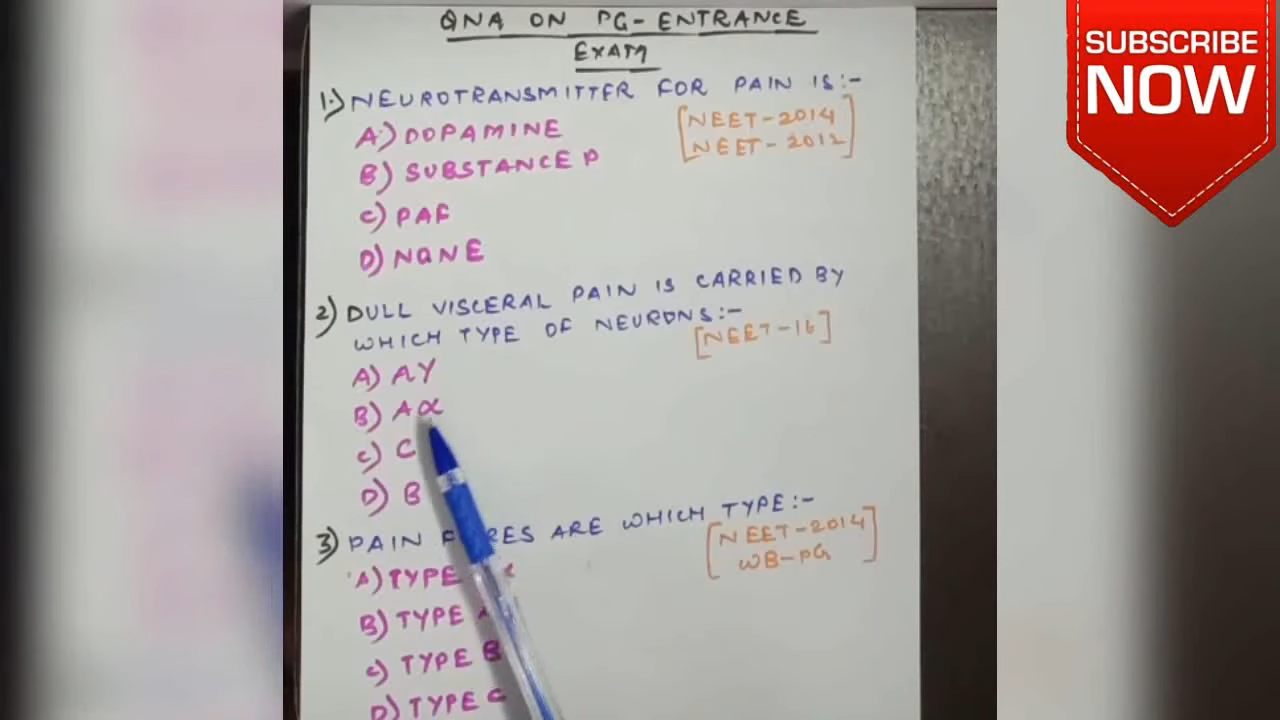 QNA ON PG-ENTRANCE
EXAM
SUBSCRIBE
NOW
1.) NEUROTRANSMITTER FOR PAIN IS:-
[NEET-2014
NEET-2012]
A.) DOPAMINE
B) SUBSTANCE P
C) PAF
D) NONE
2) DULL VISCERAL PAIN IS CARRIED BY
WHICH TYPE OF NEURONS:-
[NEET-16]
A) AY
B) Aα
C) C
D) B
3) PAIN ARE WHICH TYPE:-
[NEET-2014
WB-PG]
A) TYPE
B) TYPE
C) TYPE B
D) TYPE C